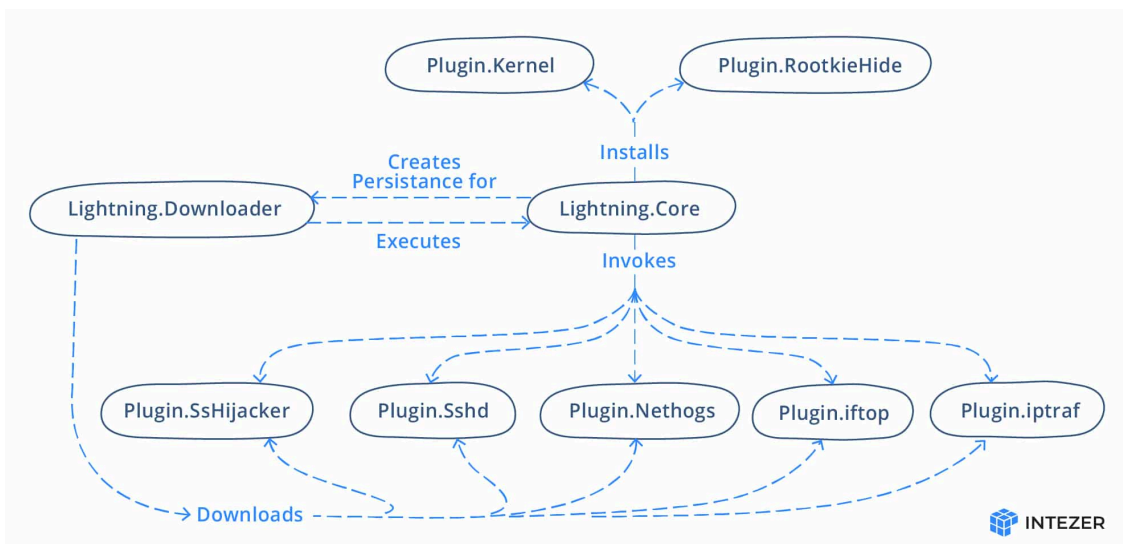 Plugin.Kernel
Plugin.RootkieHide
Installs
Creates
Persistance for
Lightning.Downloader
Lightning.Core
Executes
Invokes
Plugin.SsHijacker
Plugin.Sshd
Plugin.Nethogs
Plugin.iftop
Plugin.iptraf
Downloads
INTEZER